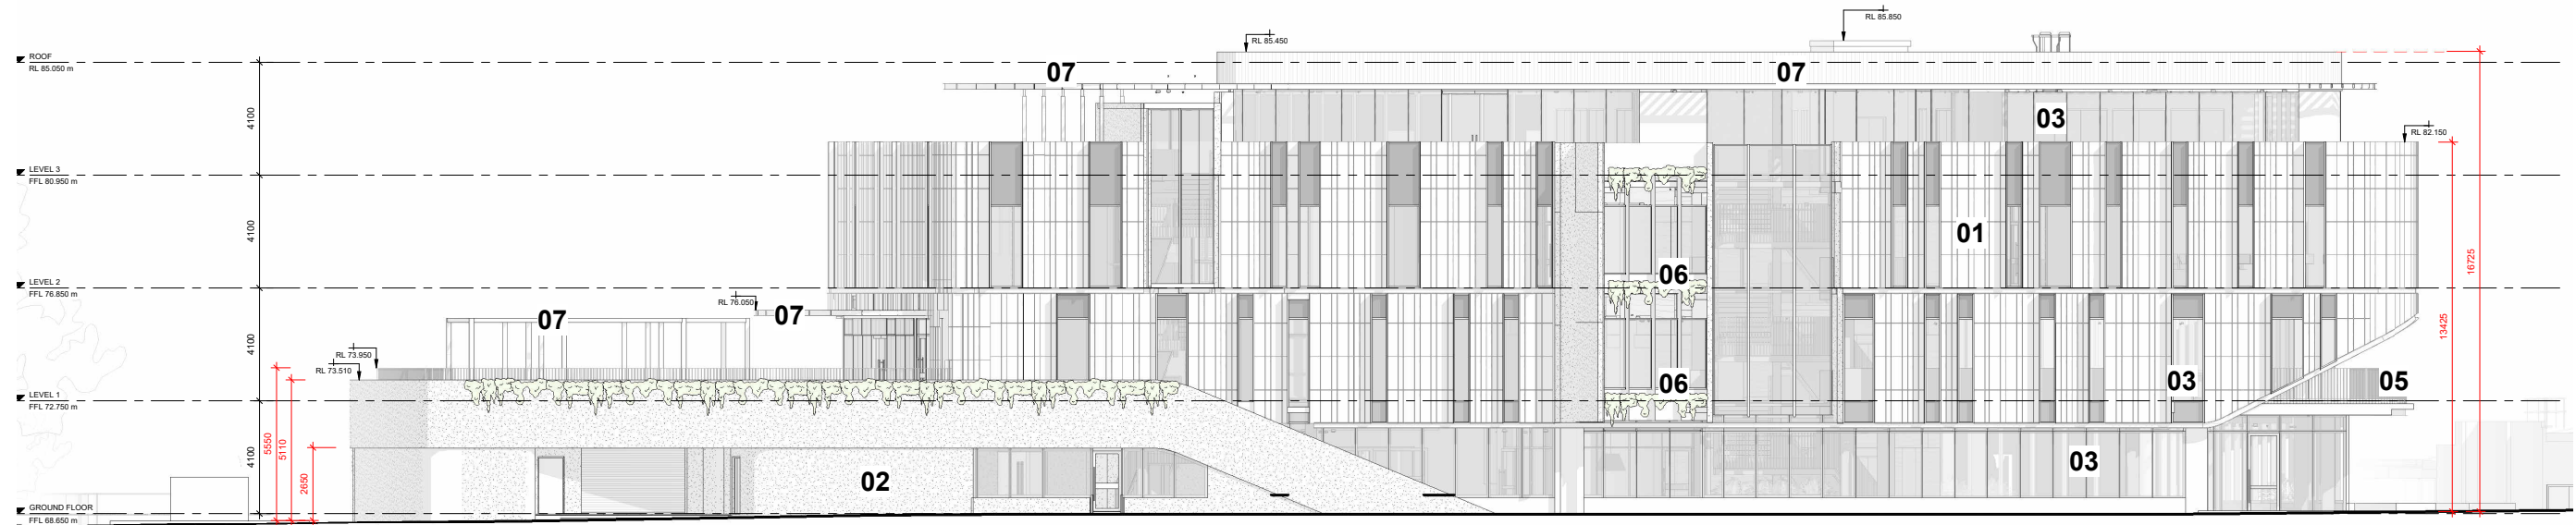 RL 85.850
RL 85.450
ROOF
RL 85.050 m
07
07
4100
03
RL 82.150
LEVEL 3
FFL 80.950 m
4100
01
16725
06
LEVEL 2
FFL 76.850 m
RL 76.050
07
07
13425
4100
RL 73.950
RL 73.510
06
03
05
LEVEL 1
FFL 72.750 m
5550
5110
4100
2650
03
02
GROUND FLOOR
FFL 68.650 m